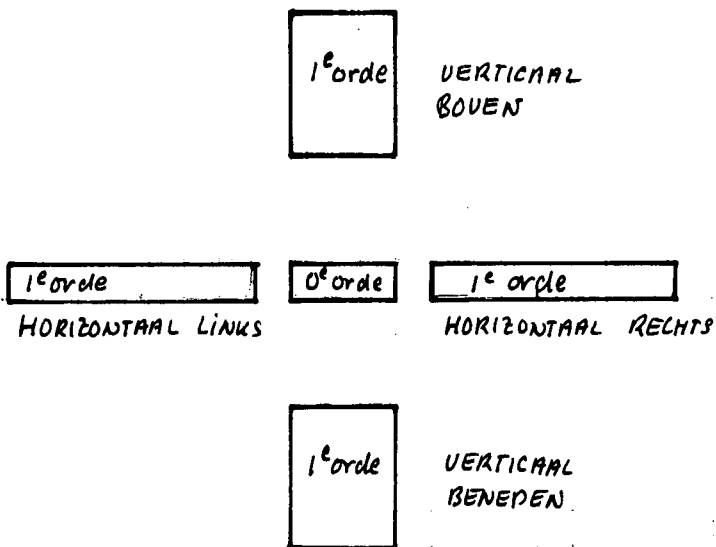 1e orde
VERTICAAL
BOVEN
1e orde
0e orde
1e orde
HORIZONTAAL LINKS
HORIZONTAAL RECHTS
1e orde
VERTICAAL
BENEDEN